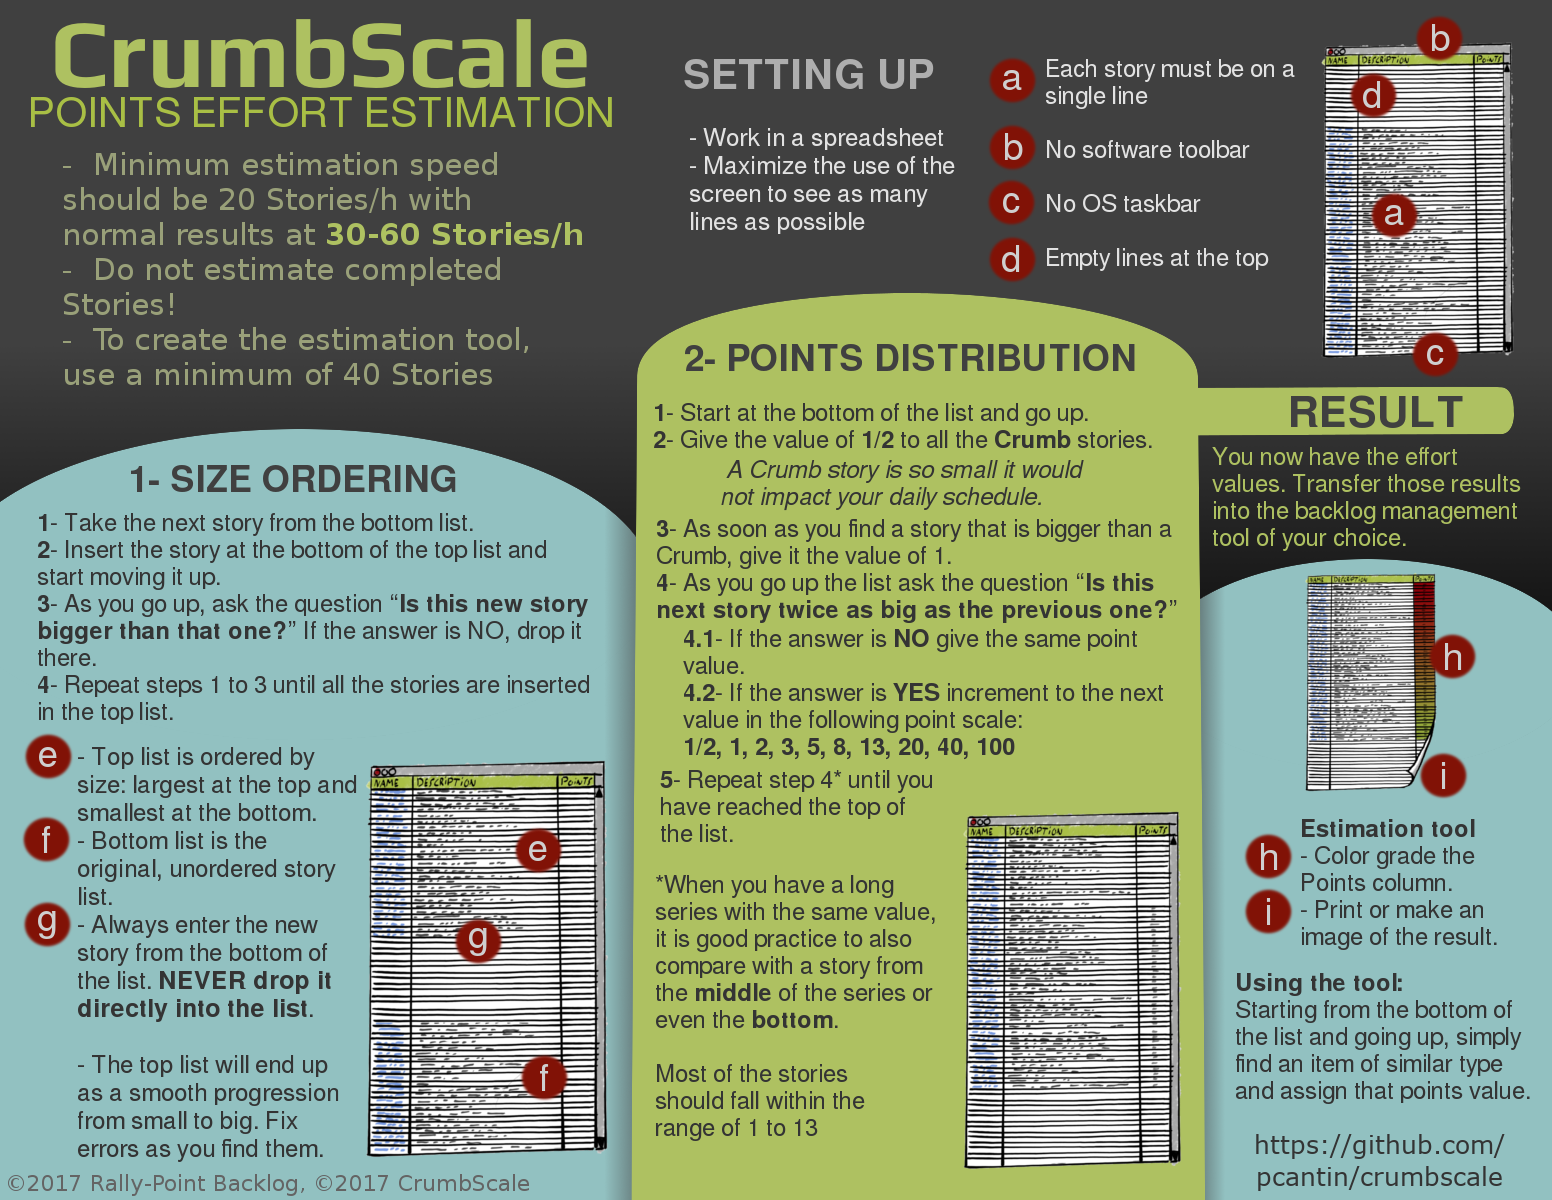 CrumbScale
POINTS EFFORT ESTIMATION
- Minimum estimation speed
should be 20 Stories/h with
normal results at 30-60 Stories/h
- Do not estimate completed
Stories!
- To create the estimation tool,
use a minimum of 40 Stories
SETTING UP
- Work in a spreadsheet
- Maximize the use of the
screen to see as many
lines as possible
a Each story must be on a
single line
b No software toolbar
c No OS taskbar
d Empty lines at the top
b
NAME DESCRIPTION POINTS
d
a
c
1- SIZE ORDERING
1- Take the next story from the bottom list.
2- Insert the story at the bottom of the top list and
start moving it up.
3- As you go up, ask the question “Is this new story
bigger than that one?” If the answer is NO, drop it
there.
4- Repeat steps 1 to 3 until all the stories are inserted
in the top list.
e - Top list is ordered by
size: largest at the top and
smallest at the bottom.
f - Bottom list is the
original, unordered story
list.
g - Always enter the new
story from the bottom of
the list. NEVER drop it
directly into the list.
- The top list will end up
as a smooth progression
from small to big. Fix
errors as you find them.
NAME DESCRIPTION POINTS
e
g
f
2- POINTS DISTRIBUTION
1- Start at the bottom of the list and go up.
2- Give the value of 1/2 to all the Crumb stories.
A Crumb story is so small it would
not impact your daily schedule.
3- As soon as you find a story that is bigger than a
Crumb, give it the value of 1.
4- As you go up the list ask the question “Is this
next story twice as big as the previous one?”
4.1- If the answer is NO give the same point
value.
4.2- If the answer is YES increment to the next
value in the following point scale:
1/2, 1, 2, 3, 5, 8, 13, 20, 40, 100
5- Repeat step 4* until you
have reached the top of
the list.
*When you have a long
series with the same value,
it is good practice to also
compare with a story from
the middle of the series or
even the bottom.
Most of the stories
should fall within the
range of 1 to 13
NAME DESCRIPTION POINTS
RESULT
You now have the effort
values. Transfer those results
into the backlog management
tool of your choice.
NAME DESCRIPTION POINTS
h
i
Estimation tool
h - Color grade the
Points column.
i - Print or make an
image of the result.
Using the tool:
Starting from the bottom of
the list and going up, simply
find an item of similar type
and assign that points value.
https://github.com/
pcantin/crumbscale
©2017 Rally-Point Backlog, ©2017 CrumbScale